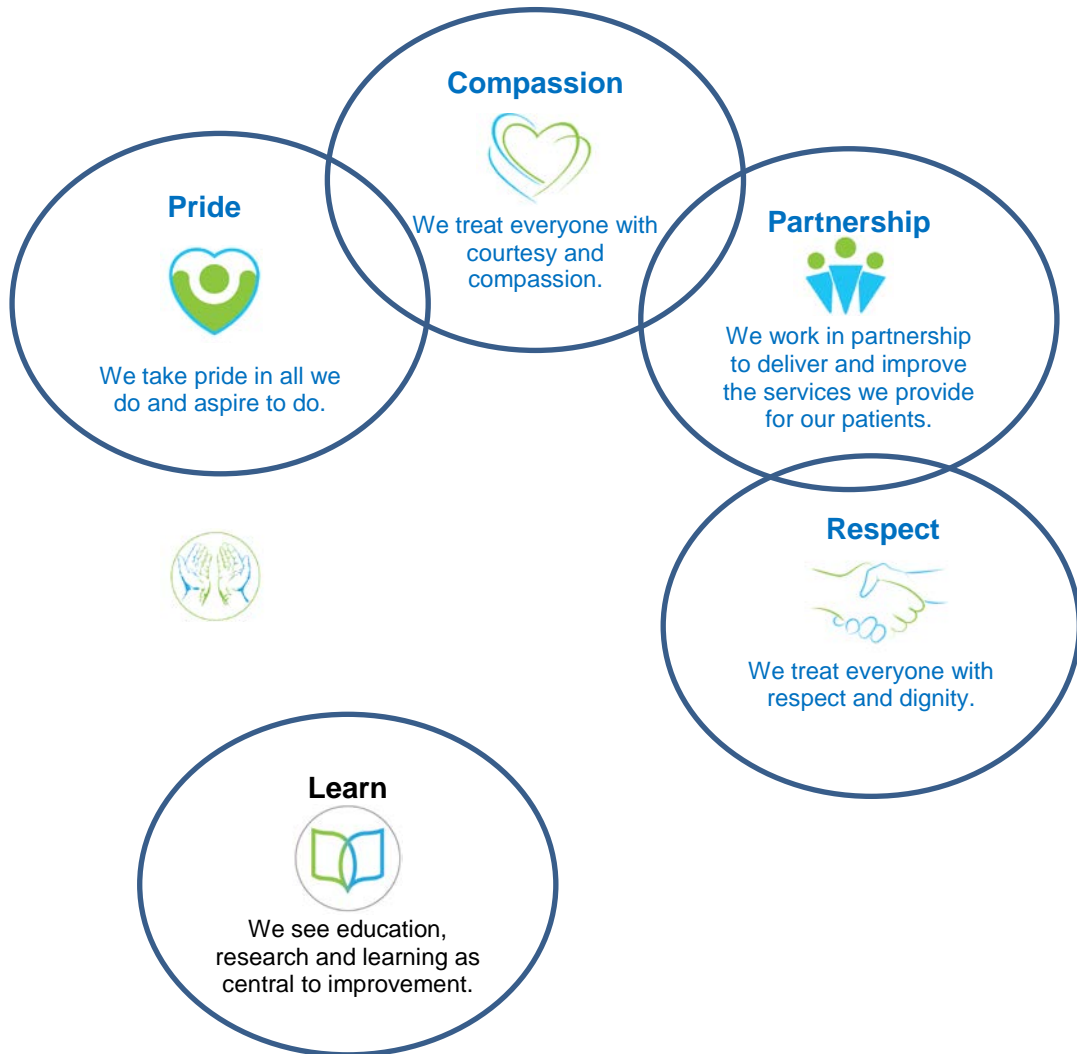 Compassion
We treat everyone with
courtesy and
compassion.
Pride
We take pride in all we
do and aspire to do.
Partnership
We work in partnership
to deliver and improve
the services we provide
for our patients.
Respect
We treat everyone with
respect and dignity.
Learn
We see education,
research and learning as
central to improvement.